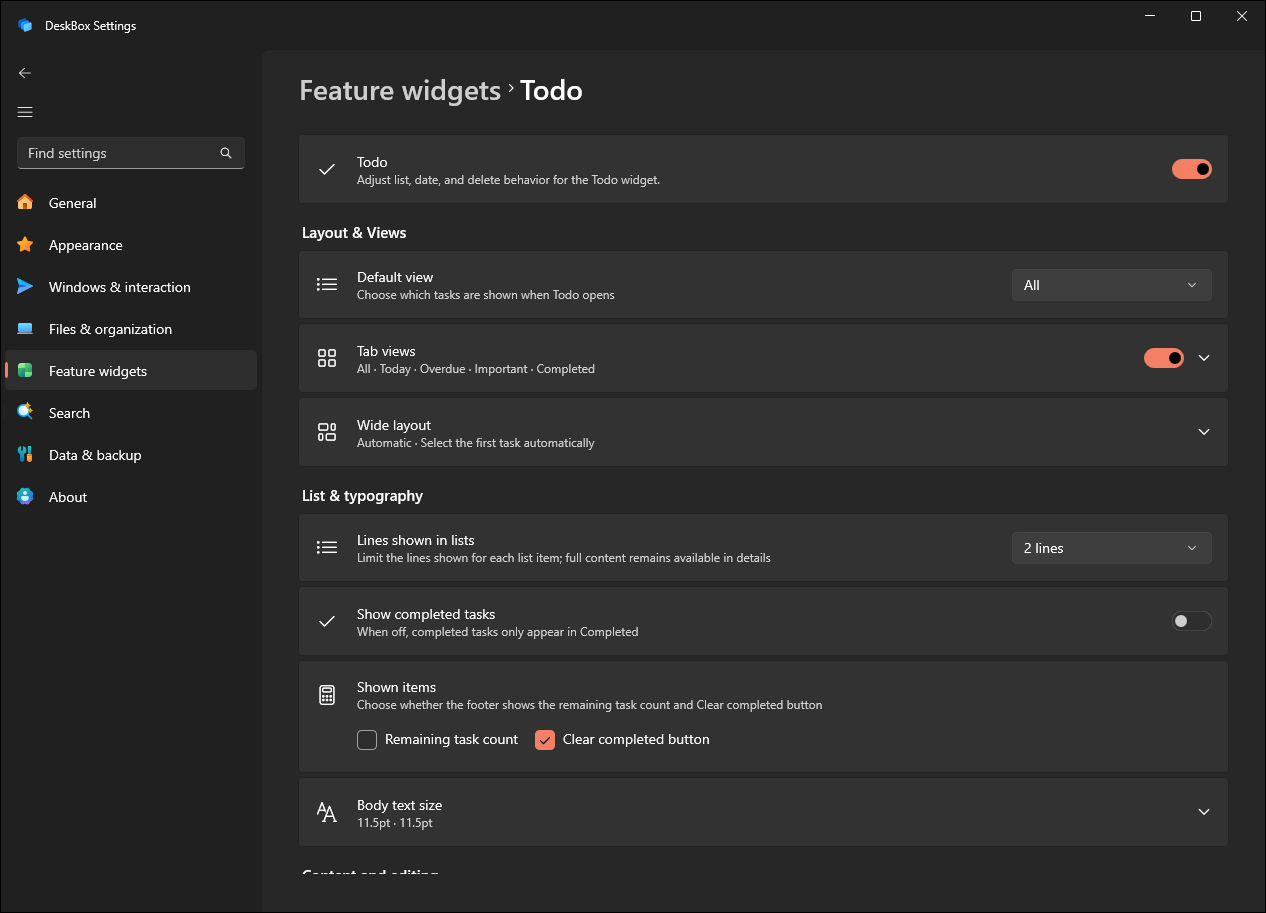 DeskBox Settings
Find settings
General
Appearance
Windows & interaction
Files & organization
Feature widgets
Search
Data & backup
About
Feature widgets › Todo
Todo
Adjust list, date, and delete behavior for the Todo widget.
Layout & Views
Default view
Choose which tasks are shown when Todo opens
All
Tab views
All · Today · Overdue · Important · Completed
Wide layout
Automatic · Select the first task automatically
List & typography
Lines shown in lists
Limit the lines shown for each list item; full content remains available in details
2 lines
Show completed tasks
When off, completed tasks only appear in Completed
Shown items
Choose whether the footer shows the remaining task count and Clear completed button
Remaining task count
Clear completed button
Body text size
11.5pt · 11.5pt
Content and editing